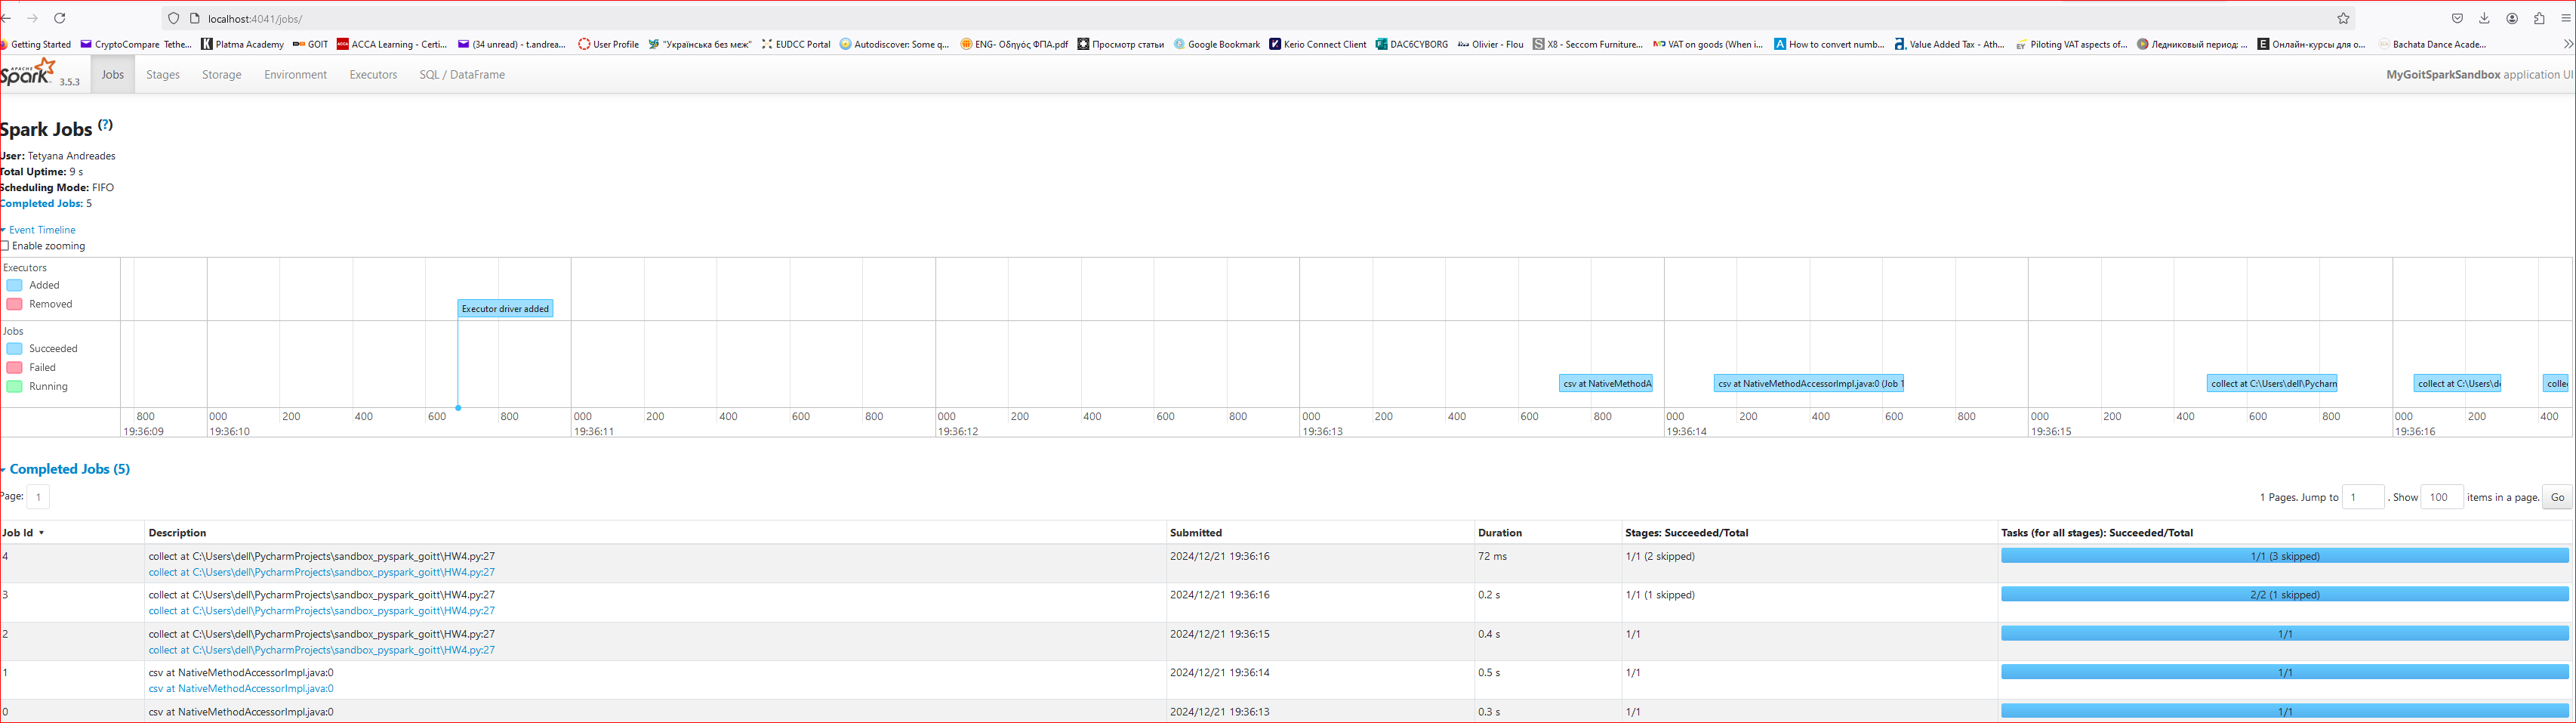 localhost:4041/jobs/
Getting Started CryptoCompare Tethe... Platma Academy GOIT ACCA Learning - Certi... (34 unread) - t.andrea... User Profile "Українська без меж" EUDCC Portal Autodiscover: Some q... ENG- Οδηγός ΦΠΑ.pdf Просмотр статьи Google Bookmark Kerio Connect Client DAC6CYBORG Olivier - Flou X8 - Seccom Furniture... VAT on goods (When i... How to convert numb... Value Added Tax - Ath... Piloting VAT aspects of... Ледниковый период: ... Онлайн-курсы для о... Bachata Dance Acade...
APACHE Spark 3.5.3 Jobs Stages Storage Environment Executors SQL / DataFrame MyGoitSparkSandbox application UI
Spark Jobs (?)
User: Tetyana Andreades
Total Uptime: 9 s
Scheduling Mode: FIFO
Completed Jobs: 5
Event Timeline
Enable zooming
Executors
Added
Removed
Executor driver added
Jobs
Succeeded
Failed
Running
csv at NativeMethodA csv at NativeMethodAccessorImpl.java:0 (Job 1 collect at C:\Users\dell\Pycharm collect at C:\Users\de collec
800 000 200 400 600 800 000 200 400 600 800 000 200 400 600 800 000 200 400 600 800 000 200 400 600 800 000 200 400 600 800 000 200 400
19:36:09 19:36:10 19:36:11 19:36:12 19:36:13 19:36:14 19:36:15 19:36:16
Completed Jobs (5)
Page: 1 1 Pages. Jump to 1 . Show 100 items in a page. Go
Job Id Description Submitted Duration Stages: Succeeded/Total Tasks (for all stages): Succeeded/Total
4 collect at C:\Users\dell\PycharmProjects\sandbox_pyspark_goitt\HW4.py:27 2024/12/21 19:36:16 72 ms 1/1 (2 skipped) 1/1 (3 skipped)
collect at C:\Users\dell\PycharmProjects\sandbox_pyspark_goitt\HW4.py:27
3 collect at C:\Users\dell\PycharmProjects\sandbox_pyspark_goitt\HW4.py:27 2024/12/21 19:36:16 0.2 s 1/1 (1 skipped) 2/2 (1 skipped)
collect at C:\Users\dell\PycharmProjects\sandbox_pyspark_goitt\HW4.py:27
2 collect at C:\Users\dell\PycharmProjects\sandbox_pyspark_goitt\HW4.py:27 2024/12/21 19:36:15 0.4 s 1/1 1/1
collect at C:\Users\dell\PycharmProjects\sandbox_pyspark_goitt\HW4.py:27
1 csv at NativeMethodAccessorImpl.java:0 2024/12/21 19:36:14 0.5 s 1/1 1/1
csv at NativeMethodAccessorImpl.java:0
0 csv at NativeMethodAccessorImpl.java:0 2024/12/21 19:36:13 0.3 s 1/1 1/1